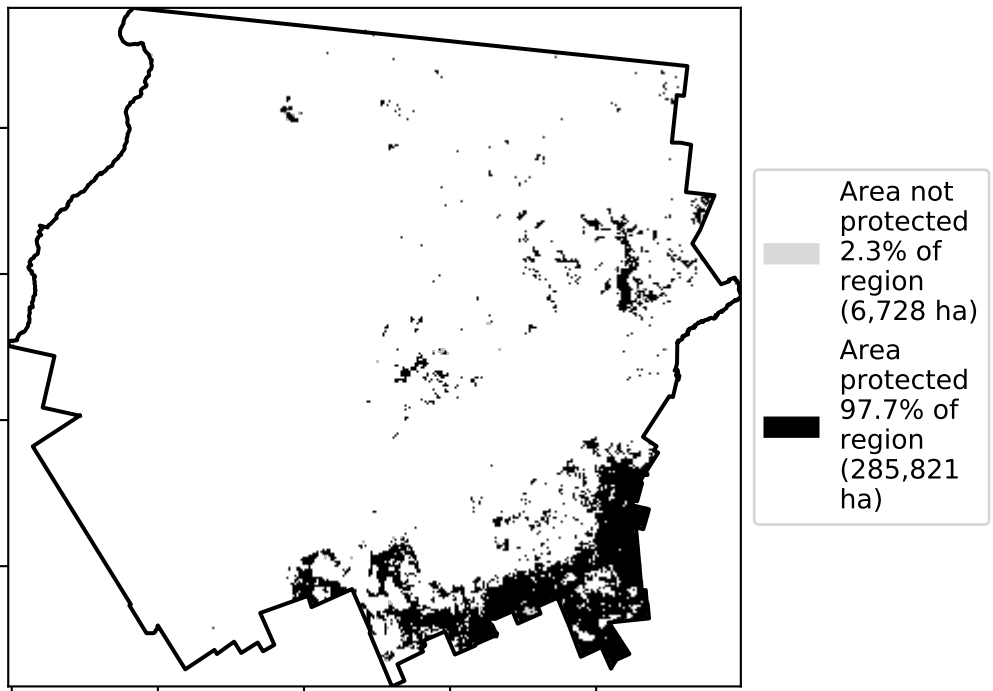 Area not
protected
2.3% of
region
(6,728 ha)
Area
protected
97.7% of
region
(285,821
ha)